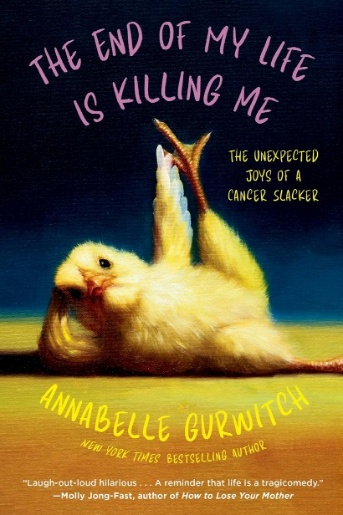 THE END OF MY LIFE
IS KILLING ME
THE UNEXPECTED
JOYS OF A
CANCER SLACKER
ANNABELLE GURWITCH
NEW YORK TIMES BESTSELLING AUTHOR
"Laugh-out-loud hilarious . . . A reminder that life is a tragicomedy."
—Molly Jong-Fast, author of How to Lose Your Mother